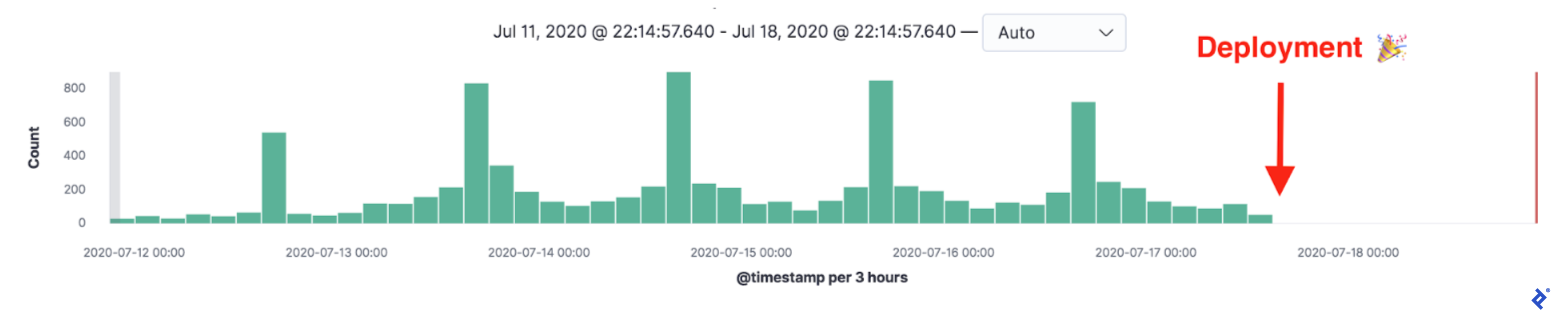 Jul 11, 2020 @ 22:14:57.640 - Jul 18, 2020 @ 22:14:57.640 — Auto
Deployment 🎉
800
600
400
200
0
Count
2020-07-12 00:00 2020-07-13 00:00 2020-07-14 00:00 2020-07-15 00:00 2020-07-16 00:00 2020-07-17 00:00 2020-07-18 00:00
@timestamp per 3 hours